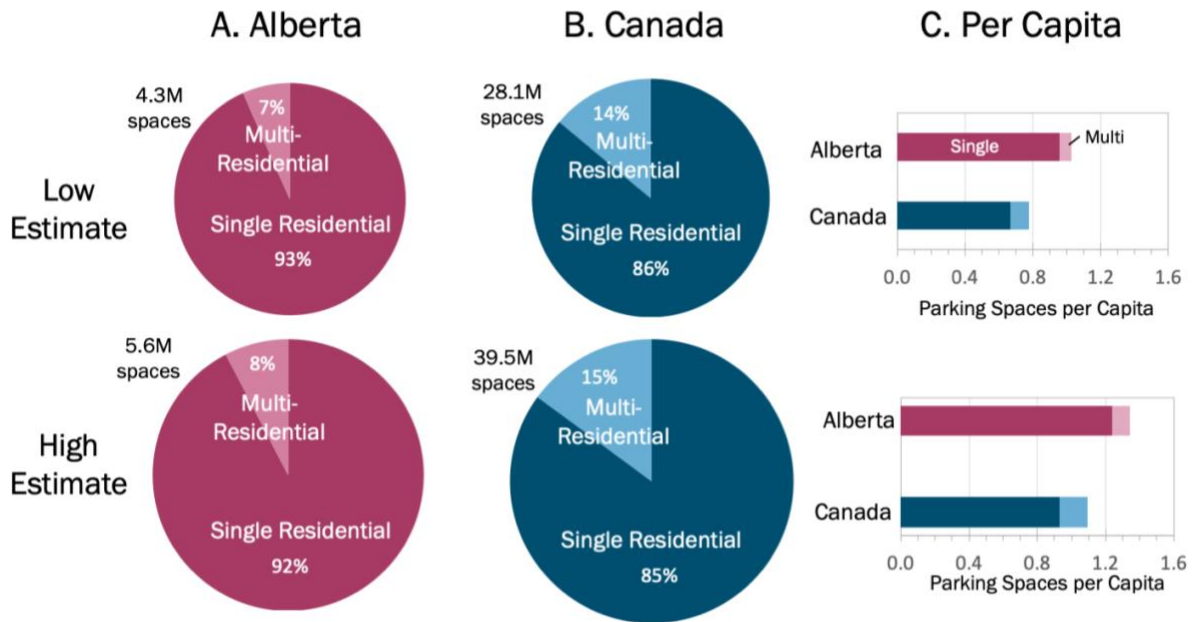 A. Alberta
B. Canada
C. Per Capita
Low
Estimate
4.3M
spaces
7%
Multi-
Residential
Single Residential
93%
28.1M
spaces
14%
Multi-
Residential
Single Residential
86%
Alberta
Single
Multi
Canada
0.0 0.4 0.8 1.2 1.6
Parking Spaces per Capita
High
Estimate
5.6M
spaces
8%
Multi-
Residential
Single Residential
92%
39.5M
spaces
15%
Multi-
Residential
Single Residential
85%
Alberta
Canada
0.0 0.4 0.8 1.2 1.6
Parking Spaces per Capita